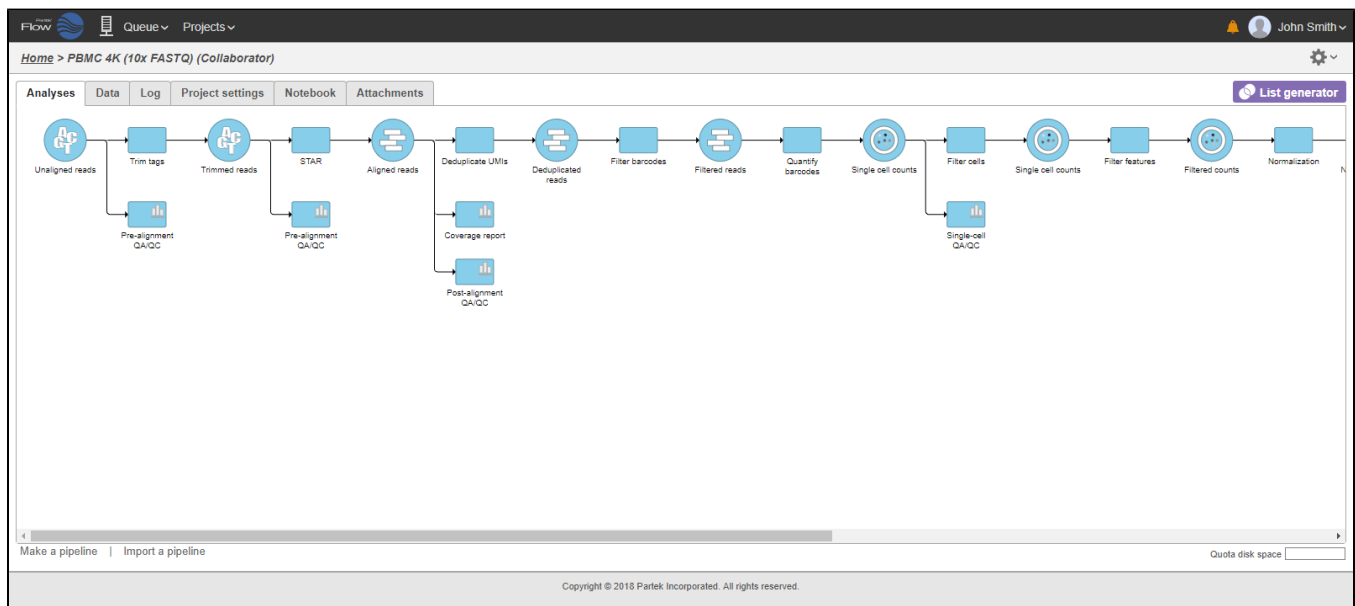 Partek
Flow
Queue
Projects
John Smith
Home > PBMC 4K (10x FASTQ) (Collaborator)
Analyses
Data
Log
Project settings
Notebook
Attachments
List generator
Unaligned reads
Trim tags
Trimmed reads
STAR
Aligned reads
Deduplicate UMIs
Deduplicated
reads
Filter barcodes
Filtered reads
Quantify
barcodes
Single cell counts
Filter cells
Single cell counts
Filter features
Filtered counts
Normalization
N
Pre-alignment
QA/QC
Pre-alignment
QA/QC
Coverage report
Single-cell
QA/QC
Post-alignment
QA/QC
Make a pipeline | Import a pipeline
Quota disk space
Copyright © 2018 Partek Incorporated. All rights reserved.